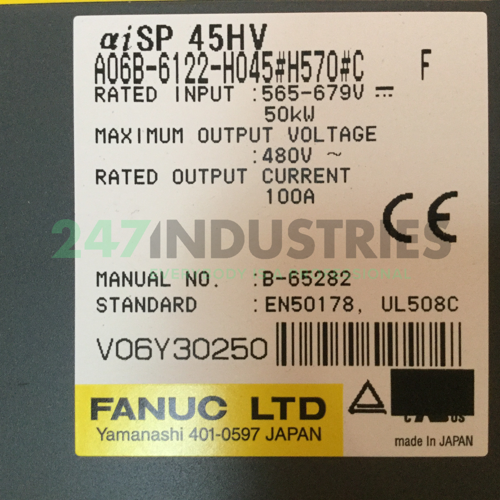 αiSP 45HV
A06B-6122-H045#H570#C F
RATED INPUT :565-679V ⎓
50kW
MAXIMUM OUTPUT VOLTAGE
:480V ~
RATED OUTPUT CURRENT
100A
CE
247INDUSTRIES
MANUAL NO. :B-65282
STANDARD :EN50178, UL508C
V06Y30250
FANUC LTD
Yamanashi 401-0597 JAPAN
c us
made In JAPAN